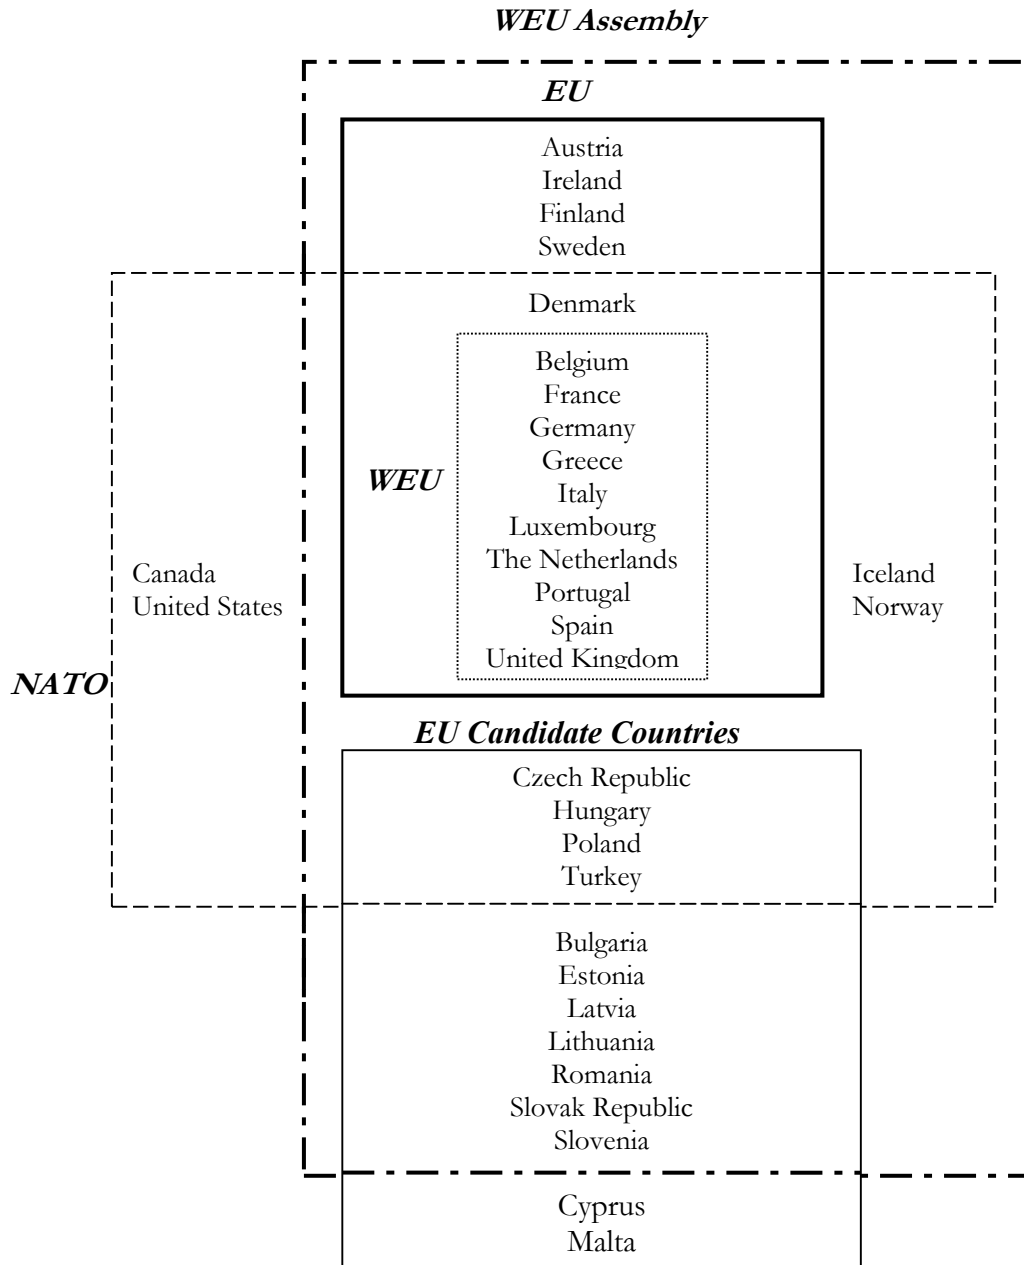 WEU Assembly
EU
Austria
Ireland
Finland
Sweden
Denmark
Belgium
France
Germany
Greece
WEU
Italy
Luxembourg
The Netherlands
Canada
Iceland
Portugal
United States
Norway
Spain
United Kingdom
NATO
EU Candidate Countries
Czech Republic
Hungary
Poland
Turkey
Bulgaria
Estonia
Latvia
Lithuania
Romania
Slovak Republic
Slovenia
Cyprus
Malta